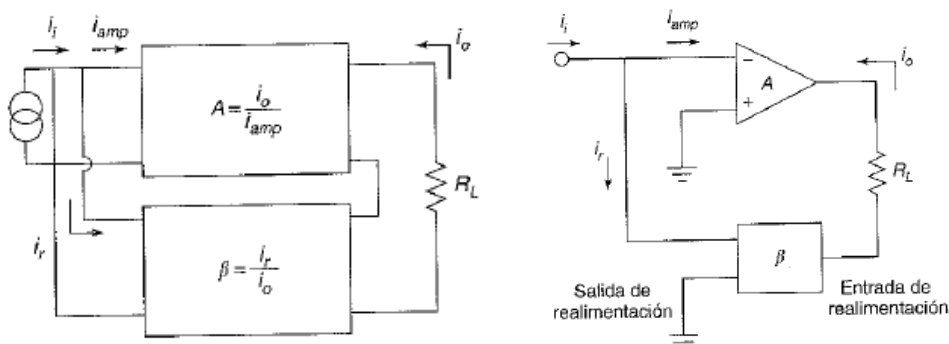 i_i
i_amp
i_o
A = i_o / i_amp
R_L
i_r
β = i_r / i_o
i_i
i_amp
i_o
−
A
+
i_r
R_L
β
Salida de
realimentación
Entrada de
realimentación